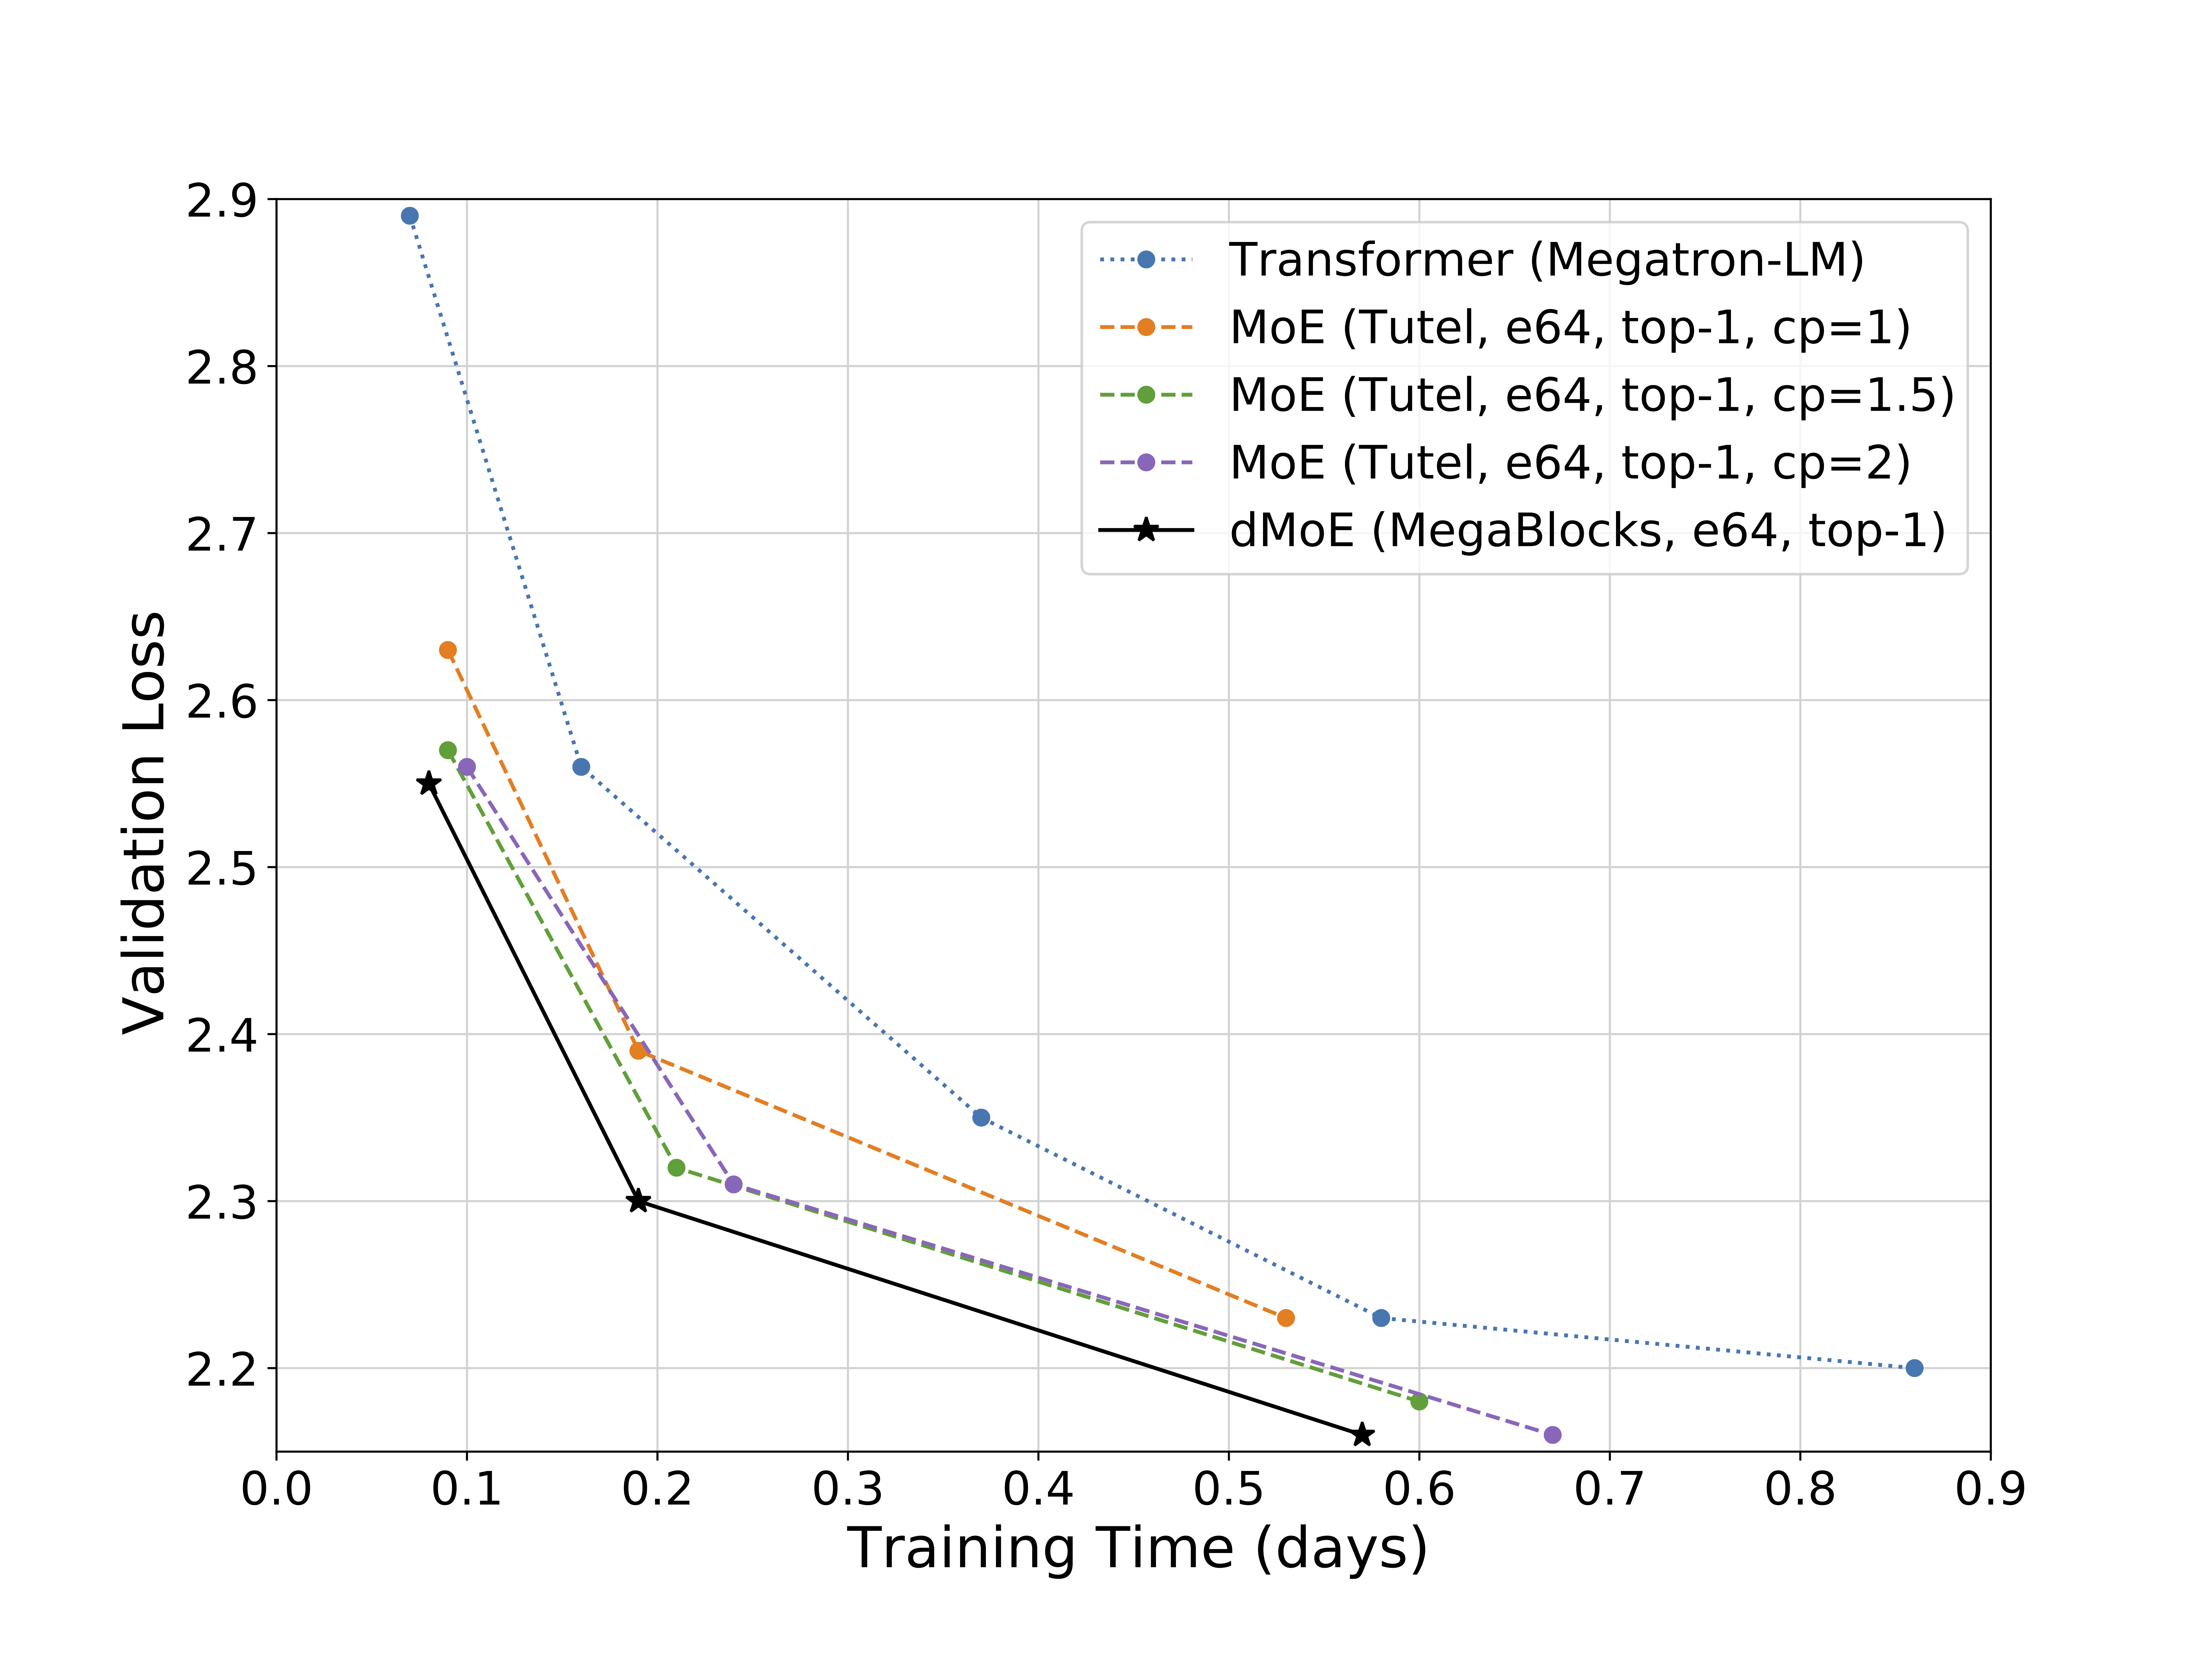 2.9
2.8
2.7
2.6
2.5
2.4
2.3
2.2
Validation Loss
Transformer (Megatron-LM)
MoE (Tutel, e64, top-1, cp=1)
MoE (Tutel, e64, top-1, cp=1.5)
MoE (Tutel, e64, top-1, cp=2)
dMoE (MegaBlocks, e64, top-1)
0.0 0.1 0.2 0.3 0.4 0.5 0.6 0.7 0.8 0.9
Training Time (days)